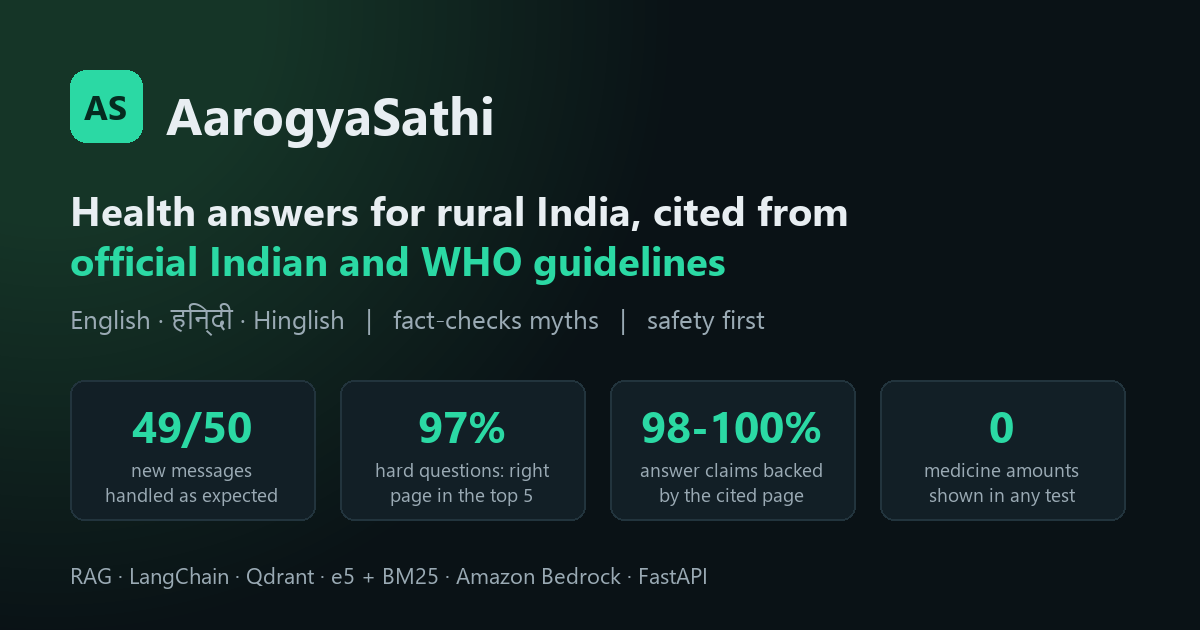 AS
AarogyaSathi
Health answers for rural India, cited from
official Indian and WHO guidelines
English · हिन्दी · Hinglish | fact-checks myths | safety first
49/50
new messages
handled as expected
97%
hard questions: right
page in the top 5
98-100%
answer claims backed
by the cited page
0
medicine amounts
shown in any test
RAG · LangChain · Qdrant · e5 + BM25 · Amazon Bedrock · FastAPI